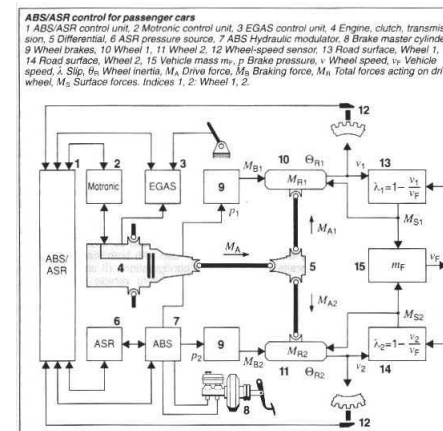 ABS/ASR control for passenger cars
1 ABS/ASR control unit, 2 Motronic control unit, 3 EGAS control unit, 4 Engine, clutch, transmis
sion, 5 Differential, 6 ASR pressure source, 7 ABS Hydraulic modulator, 8 Brake master cylinde
9 Wheel brakes, 10 Wheel 1, 11 Wheel 2, 12 Wheel-speed sensor, 13 Road surface, Wheel 1,
14 Road surface, Wheel 2, 15 Vehicle mass mF, p Brake pressure, v Wheel speed, vF Vehicle
speed, λ Slip, θR Wheel inertia, MA Drive force, MB Braking force, MR Total forces acting on dri
wheel, MS Surface forces. Indices 1, 2: Wheel 1, 2.
12
1 2 3 10 ΘR1 v1 13
Motronic EGAS 9 MB1 MR1 λ1=1- v1/vF
p1 MS1
MA1
ABS/
ASR
MA
4 5 15 mF vF
MA2
6 7 MS2
ASR ABS p2 9 MB2 MR2 λ2=1- v2/vF
11 ΘR2 v2 14
8
12